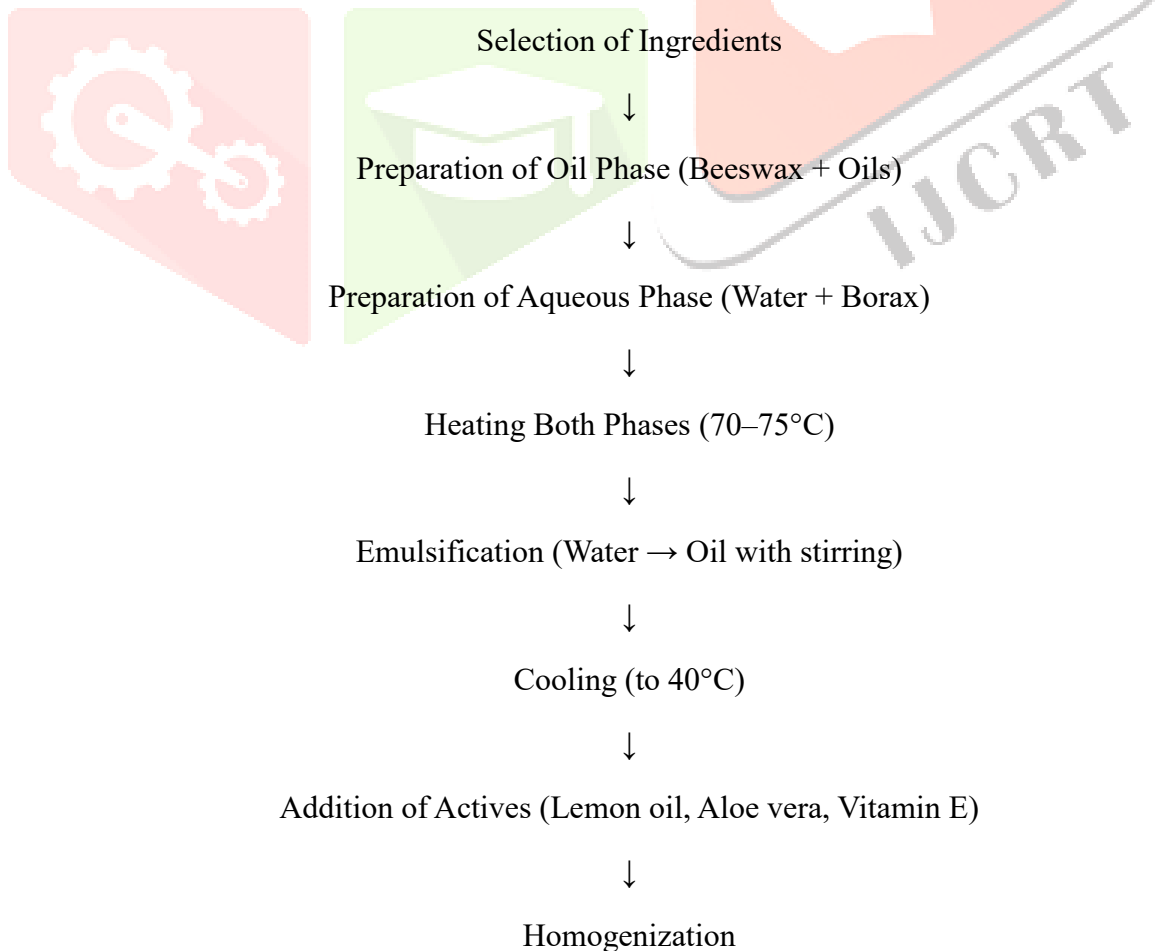 Selection of Ingredients
↓
Preparation of Oil Phase (Beeswax + Oils)
↓
Preparation of Aqueous Phase (Water + Borax)
↓
Heating Both Phases (70–75°C)
↓
Emulsification (Water → Oil with stirring)
↓
Cooling (to 40°C)
↓
Addition of Actives (Lemon oil, Aloe vera, Vitamin E)
↓
Homogenization
IJCRT